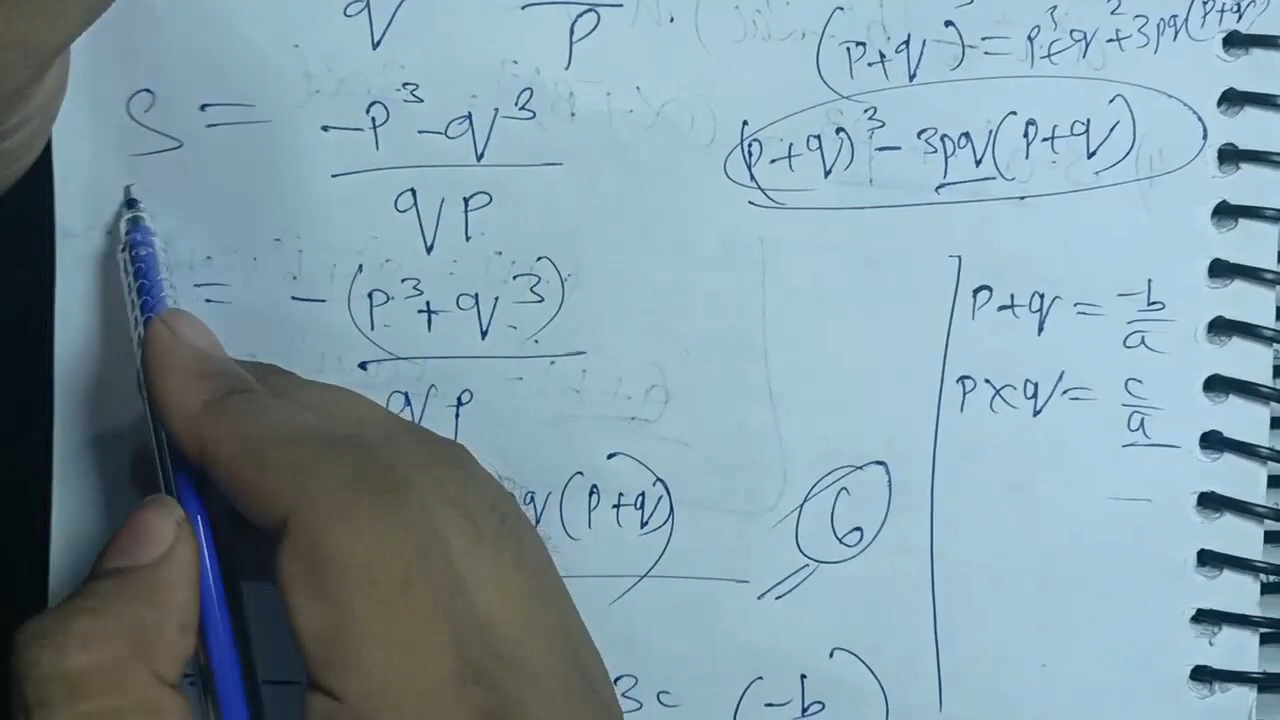 q p
(p+q)³ = p³+q³+3pq(p+q)
S = -p³-q³
(p+q)³ - 3pq(p+q)
qp
= -(p³+q³)
p+q = -b
a
qp
p×q = c
a
q(p+q))
6
3c (-b